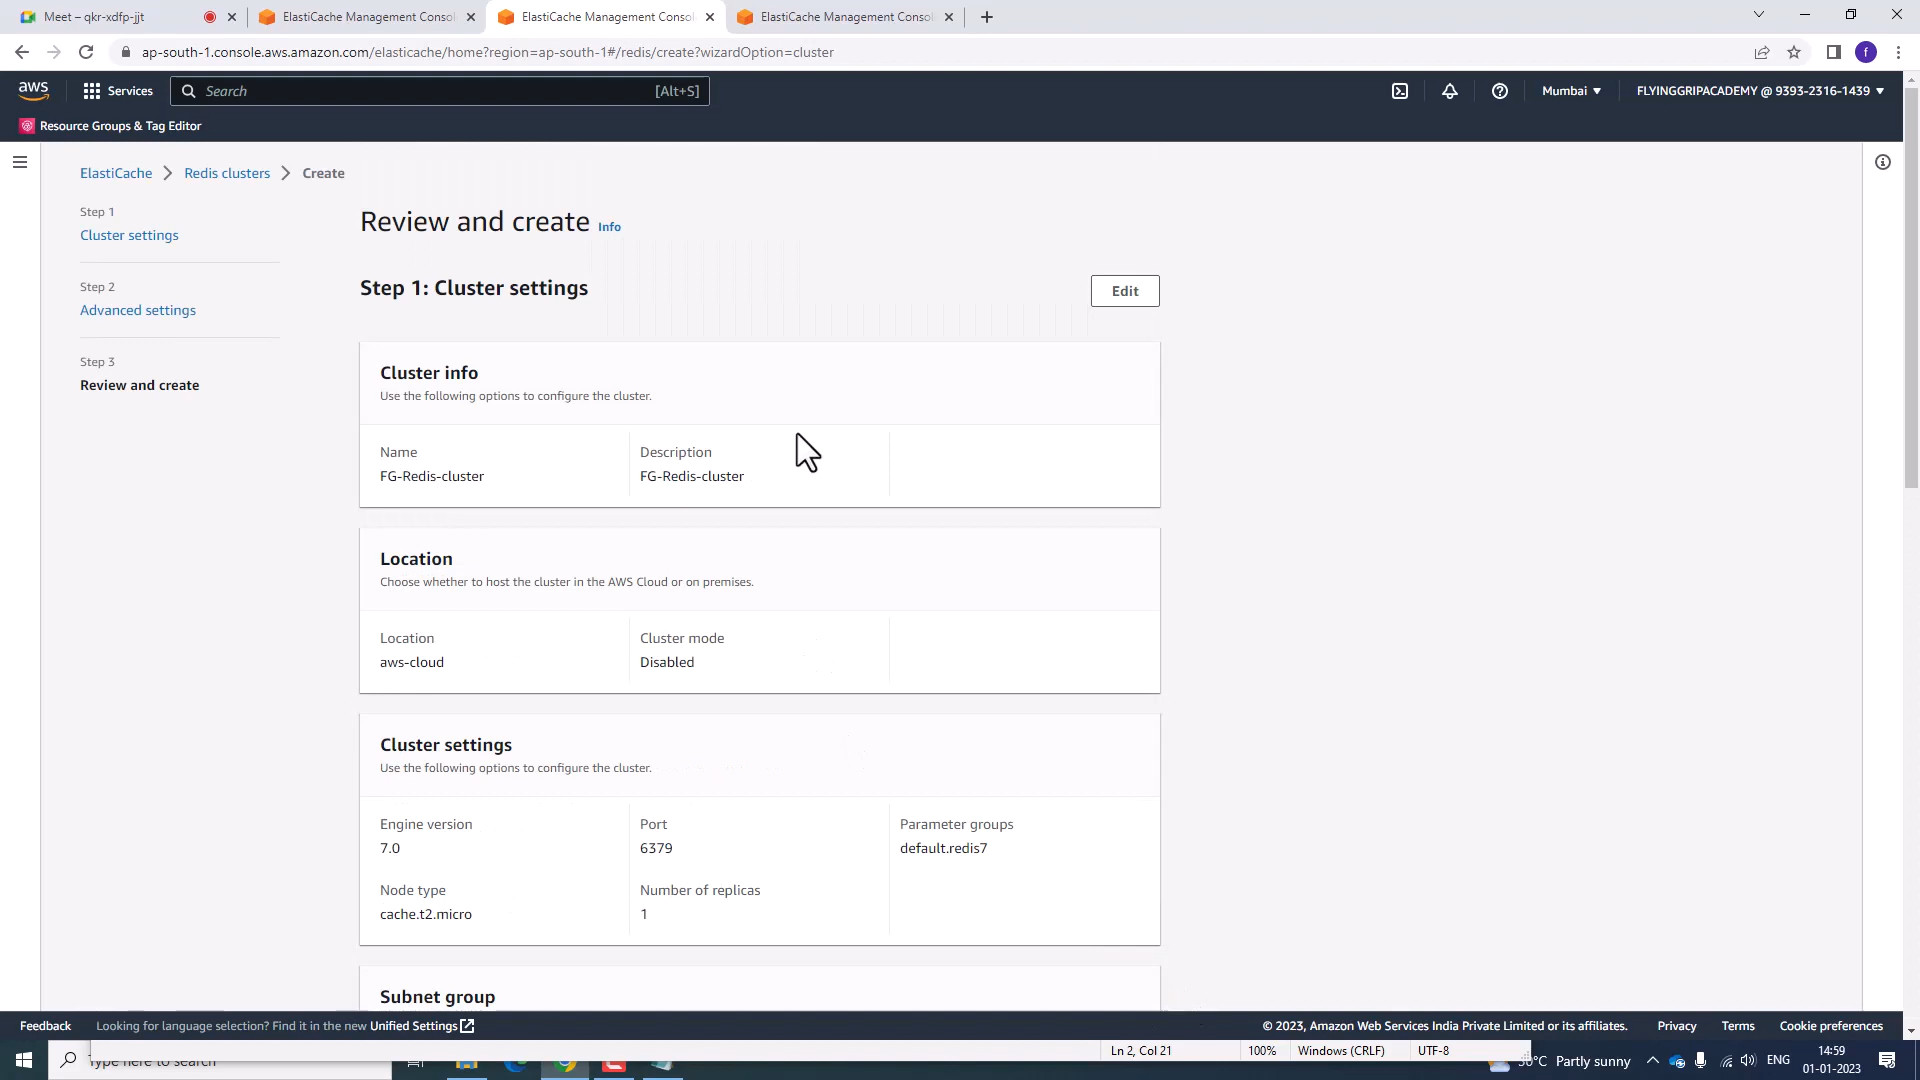 Meet – qkr-xdfp-jjt
ElastiCache Management Consol
ElastiCache Management Consol
ElastiCache Management Consol
ap-south-1.console.aws.amazon.com/elasticache/home?region=ap-south-1#/redis/create?wizardOption=cluster
f
aws
Services
Search
[Alt+S]
Mumbai
FLYINGGRIPACADEMY @ 9393-2316-1439
Resource Groups & Tag Editor
ElastiCache
Redis clusters
Create
Step 1
Cluster settings
Step 2
Advanced settings
Step 3
Review and create
Review and create Info
Step 1: Cluster settings
Edit
Cluster info
Use the following options to configure the cluster.
Name
FG-Redis-cluster
Description
FG-Redis-cluster
Location
Choose whether to host the cluster in the AWS Cloud or on premises.
Location
aws-cloud
Cluster mode
Disabled
Cluster settings
Use the following options to configure the cluster.
Engine version
7.0
Port
6379
Parameter groups
default.redis7
Node type
cache.t2.micro
Number of replicas
1
Subnet group
Feedback
Looking for language selection? Find it in the new Unified Settings
© 2023, Amazon Web Services India Private Limited or its affiliates.
Privacy
Terms
Cookie preferences
Type here to search
Ln 2, Col 21
100%
Windows (CRLF)
UTF-8
Partly sunny
ENG
14:59
01-01-2023